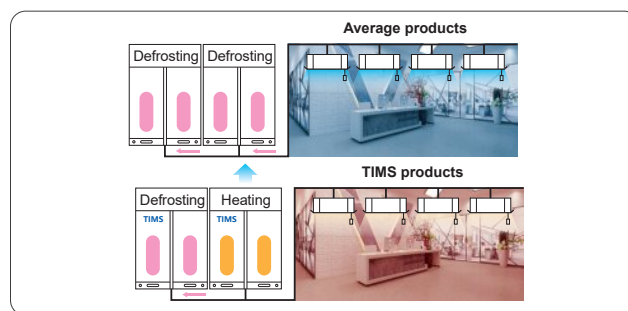 Average products
Defrosting Defrosting
TIMS products
Defrosting Heating
TIMS TIMS